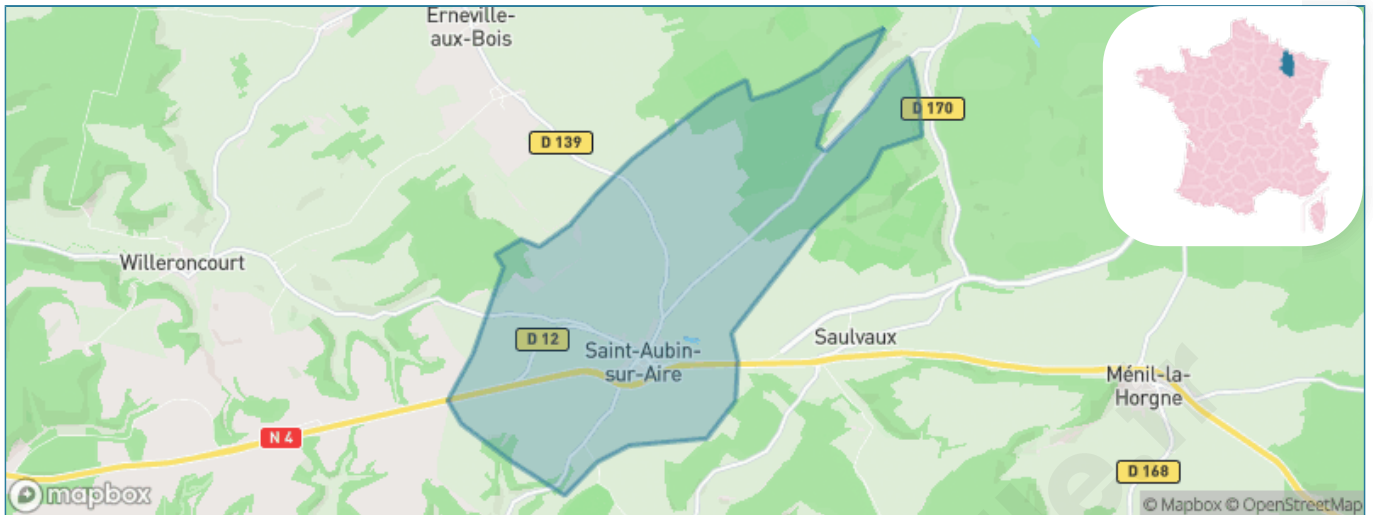 Erneville-
aux-Bois
D 170
D 139
Willeroncourt
D 12
Saint-Aubin-
sur-Aire
Saulvaux
Ménil-la-
Horgne
N 4
D 168
mapbox
© Mapbox © OpenStreetMap